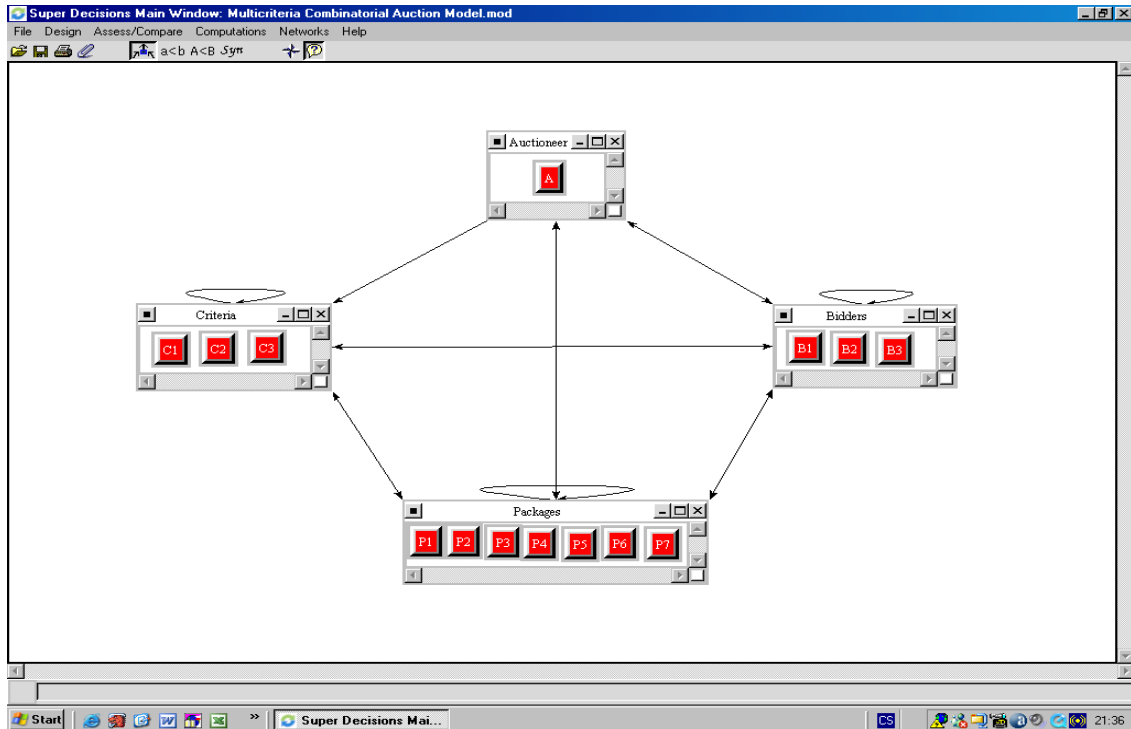 Super Decisions Main Window: Multicriteria Combinatorial Auction Model.mod
File Design Assess/Compare Computations Networks Help
a<b A<B Syn
Auctioneer
A
Criteria
C1 C2 C3
Bidders
B1 B2 B3
Packages
P1 P2 P3 P4 P5 P6 P7
Start » Super Decisions Mai... CS 21:36